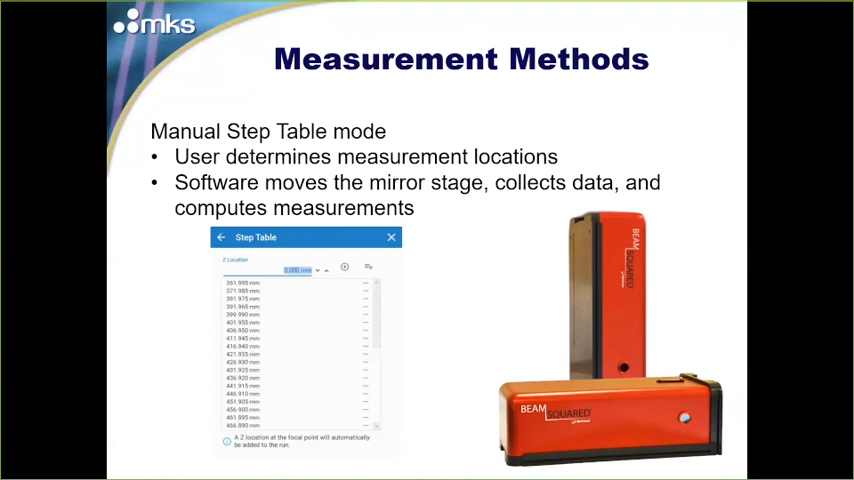 mks
Measurement Methods
Manual Step Table mode
• User determines measurement locations
• Software moves the mirror stage, collects data, and
computes measurements
Step Table
Z Location
0.000 mm
361.995 mm
371.985 mm
381.975 mm
391.965 mm
399.990 mm
401.955 mm
406.950 mm
411.945 mm
416.940 mm
421.935 mm
426.930 mm
431.925 mm
436.920 mm
441.915 mm
446.910 mm
451.905 mm
456.900 mm
461.895 mm
466.890 mm
A Z location at the focal point will automatically
be added to the run.
BEAM
SQUARED
BEAM
SQUARED